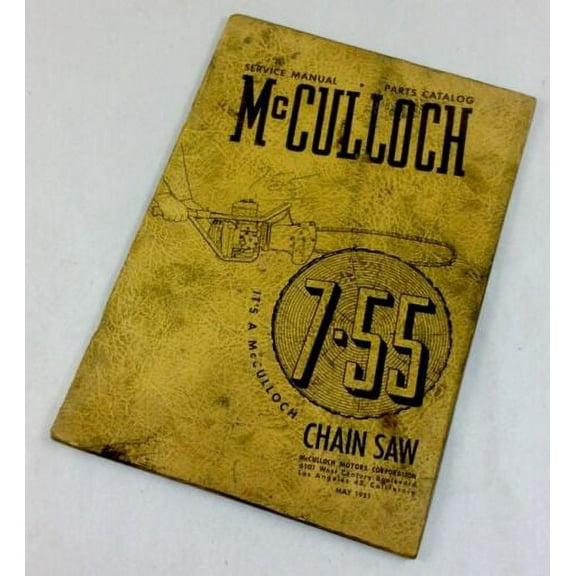 SERVICE MANUAL • PARTS CATALOG
McCULLOCH
7-55
IT'S A McCULLOCH
CHAIN SAW
McCULLOCH MOTORS CORPORATION
6101 West Century Boulevard
Los Angeles 45, California
MAY 1951